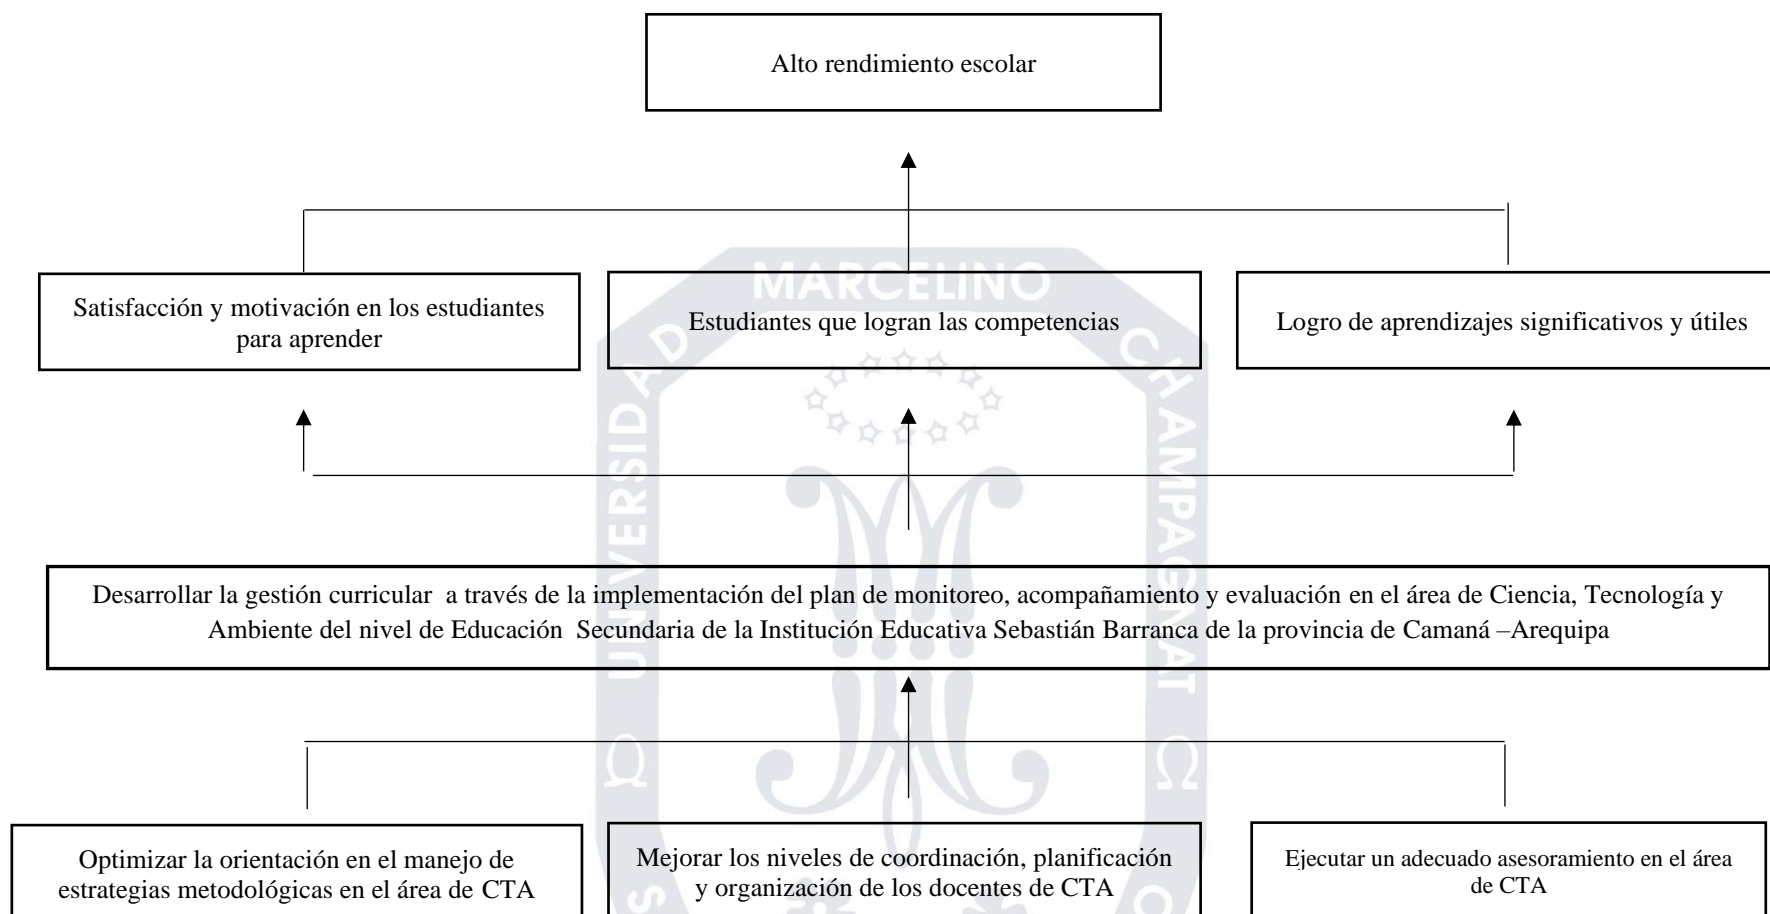 Alto rendimiento escolar
Satisfacción y motivación en los estudiantes
para aprender
Estudiantes que logran las competencias
Logro de aprendizajes significativos y útiles
Desarrollar la gestión curricular a través de la implementación del plan de monitoreo, acompañamiento y evaluación en el área de Ciencia, Tecnología y
Ambiente del nivel de Educación Secundaria de la Institución Educativa Sebastián Barranca de la provincia de Camaná –Arequipa
Optimizar la orientación en el manejo de
estrategias metodológicas en el área de CTA
Mejorar los niveles de coordinación, planificación
y organización de los docentes de CTA
Ejecutar un adecuado asesoramiento en el área
de CTA
UNIVERSIDAD
MARCELINO
CHAMPAGNAT
Ω
Ω